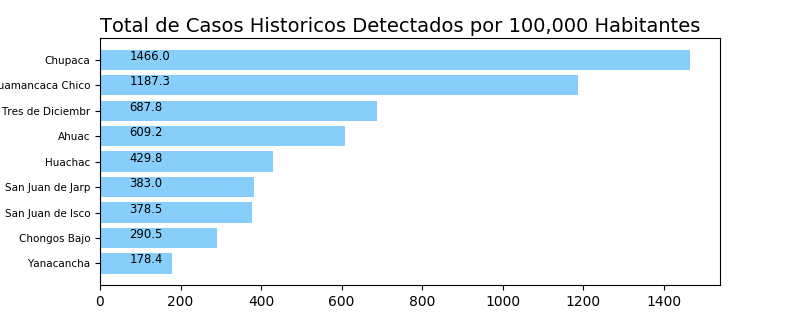 Total de Casos Historicos Detectados por 100,000 Habitantes
Chupaca 1466.0
uamancaca Chico 1187.3
Tres de Diciembr 687.8
Ahuac 609.2
Huachac 429.8
San Juan de Jarp 383.0
San Juan de Isco 378.5
Chongos Bajo 290.5
Yanacancha 178.4
0 200 400 600 800 1000 1200 1400